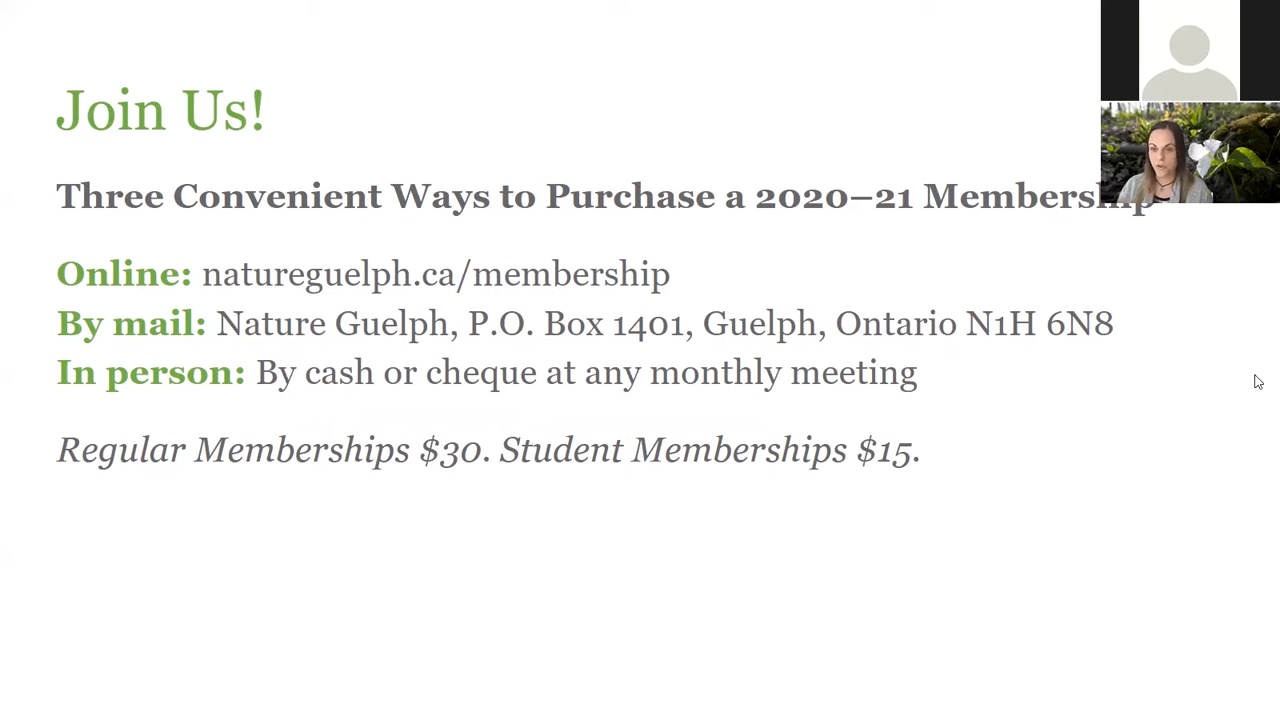 Join Us!
Three Convenient Ways to Purchase a 2020–21 Membership
Online: natureguelph.ca/membership
By mail: Nature Guelph, P.O. Box 1401, Guelph, Ontario N1H 6N8
In person: By cash or cheque at any monthly meeting
Regular Memberships $30. Student Memberships $15.